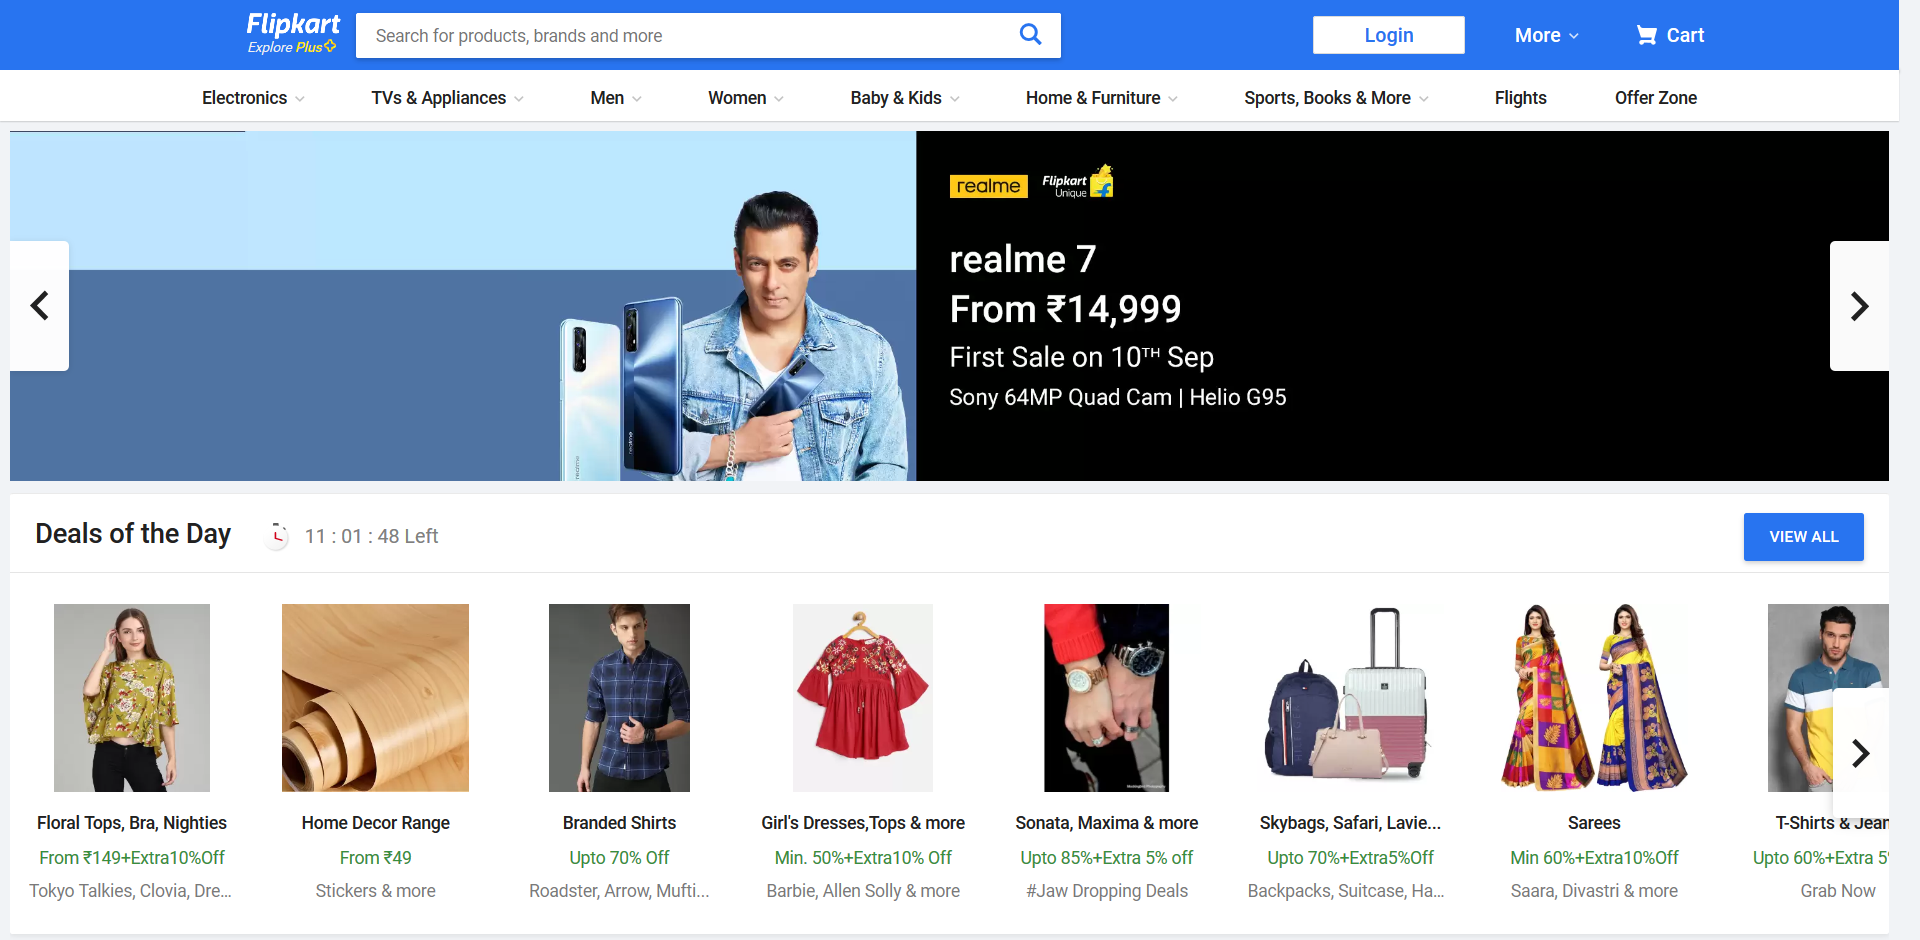 Flipkart
Explore Plus
Search for products, brands and more
Login
More
Cart
Electronics
TVs & Appliances
Men
Women
Baby & Kids
Home & Furniture
Sports, Books & More
Flights
Offer Zone
realme
Flipkart
Unique
realme 7
From ₹14,999
First Sale on 10TH Sep
Sony 64MP Quad Cam | Helio G95
realme
realme
Deals of the Day
11 : 01 : 48 Left
VIEW ALL
Floral Tops, Bra, Nighties
From ₹149+Extra10%Off
Tokyo Talkies, Clovia, Dre...
Home Decor Range
From ₹49
Stickers & more
Branded Shirts
Upto 70% Off
Roadster, Arrow, Mufti...
Girl's Dresses,Tops & more
Min. 50%+Extra10% Off
Barbie, Allen Solly & more
Sonata, Maxima & more
Upto 85%+Extra 5% off
#Jaw Dropping Deals
Skybags, Safari, Lavie...
Upto 70%+Extra5%Off
Backpacks, Suitcase, Ha...
Sarees
Min 60%+Extra10%Off
Saara, Divastri & more
T-Shirts & Jean
Upto 60%+Extra 5
Grab Now